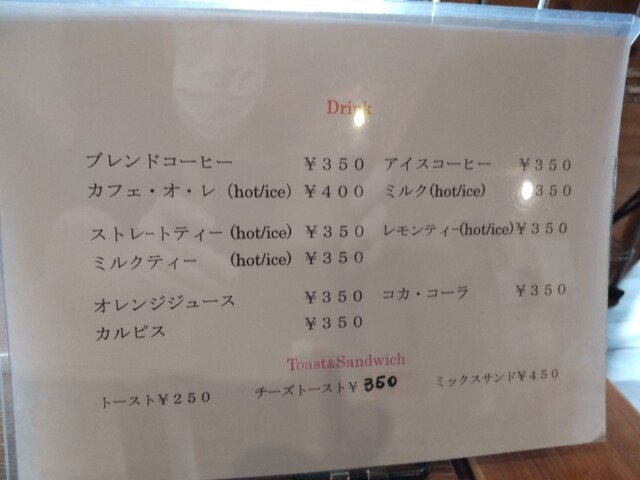 Drink
ブレンドコーヒー ￥３５０ アイスコーヒー ￥３５０
カフェ・オ・レ (hot/ice) ￥４００ ミルク(hot/ice) ３５０
ストレートティー (hot/ice) ￥３５０ レモンティー(hot/ice)￥３５０
ミルクティー (hot/ice) ￥３５０
オレンジジュース ￥３５０ コカ・コーラ ￥３５０
カルピス ￥３５０
Toast&Sandwich
トースト￥２５０ チーズトースト￥ 350 ミックスサンド￥４５０